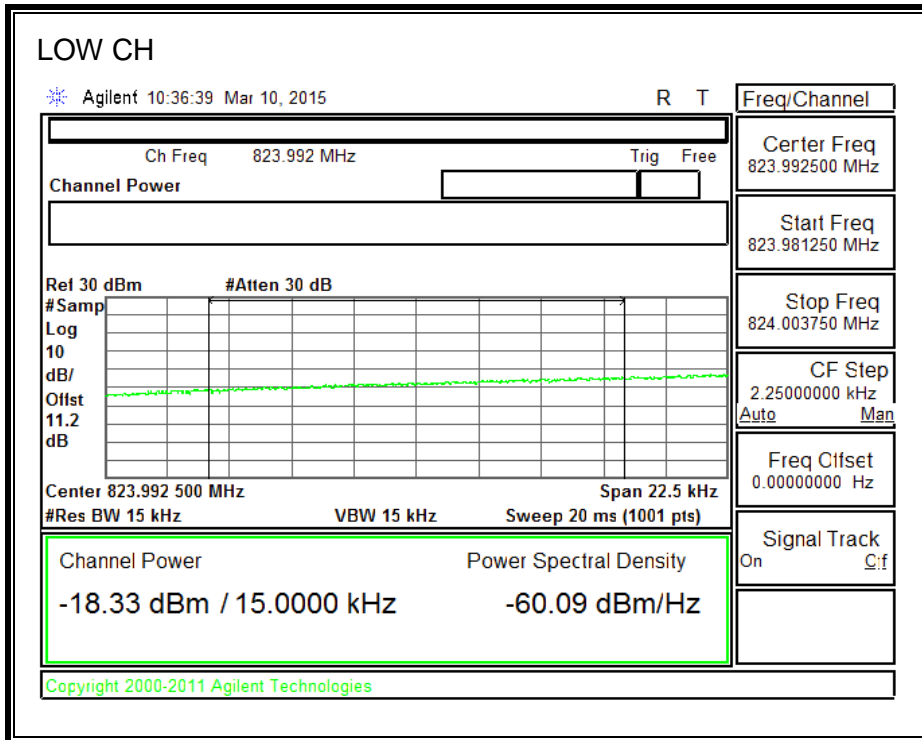 LOW CH
Agilent 10:36:39 Mar 10, 2015 R T
Freq/Channel
Ch Freq 823.992 MHz Trig Free
Channel Power
Center Freq
823.992500 MHz
Start Freq
823.981250 MHz
Stop Freq
824.003750 MHz
CF Step
2.25000000 kHz
Auto Man
Freq Offset
0.00000000 Hz
Signal Track
On Off
Ref 30 dBm #Atten 30 dB
#Samp
Log
10
dB/
Offst
11.2
dB
Center 823.992 500 MHz Span 22.5 kHz
#Res BW 15 kHz VBW 15 kHz Sweep 20 ms (1001 pts)
Channel Power Power Spectral Density
-18.33 dBm / 15.0000 kHz -60.09 dBm/Hz
Copyright 2000-2011 Agilent Technologies